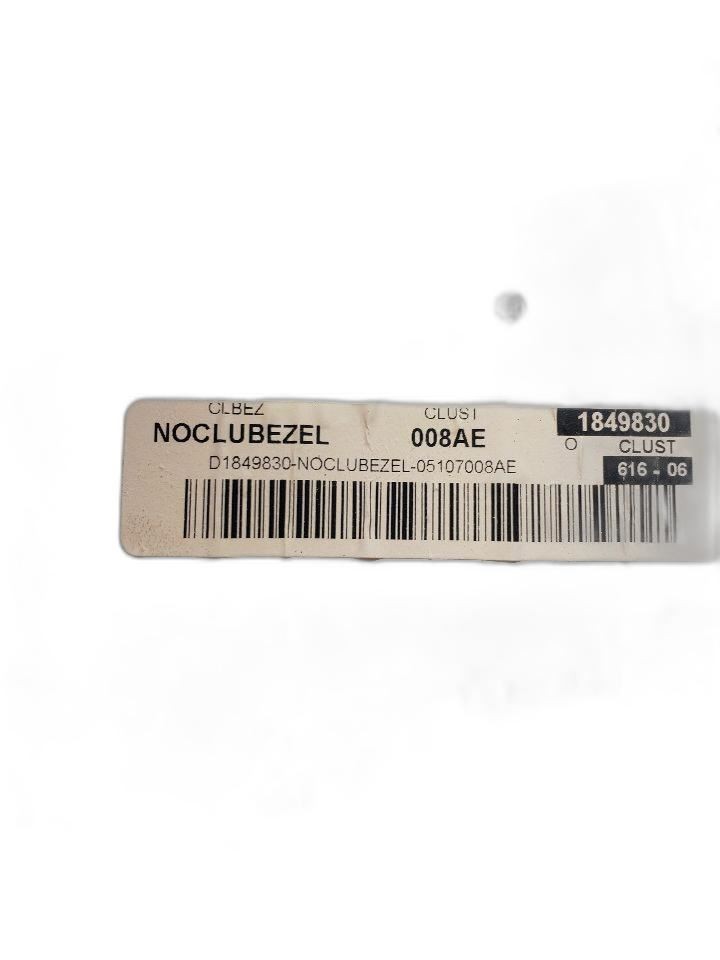 CLBEZ CLUST 1849830
NOCLUBEZEL 008AE O CLUST
D1849830-NOCLUBEZEL-05107008AE 616 - 06